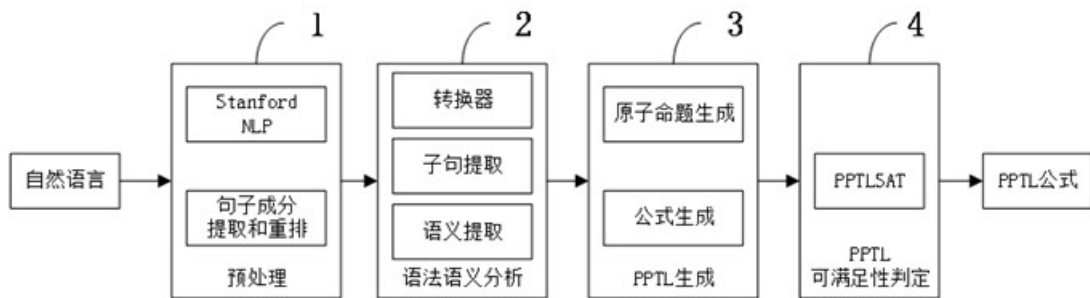 1
2
3
4
自然语言
Stanford
NLP
句子成分
提取和重排
预处理
转换器
子句提取
语义提取
语法语义分析
原子命题生成
公式生成
PPTL生成
PPTLSAT
PPTL
可满足性判定
PPTL公式